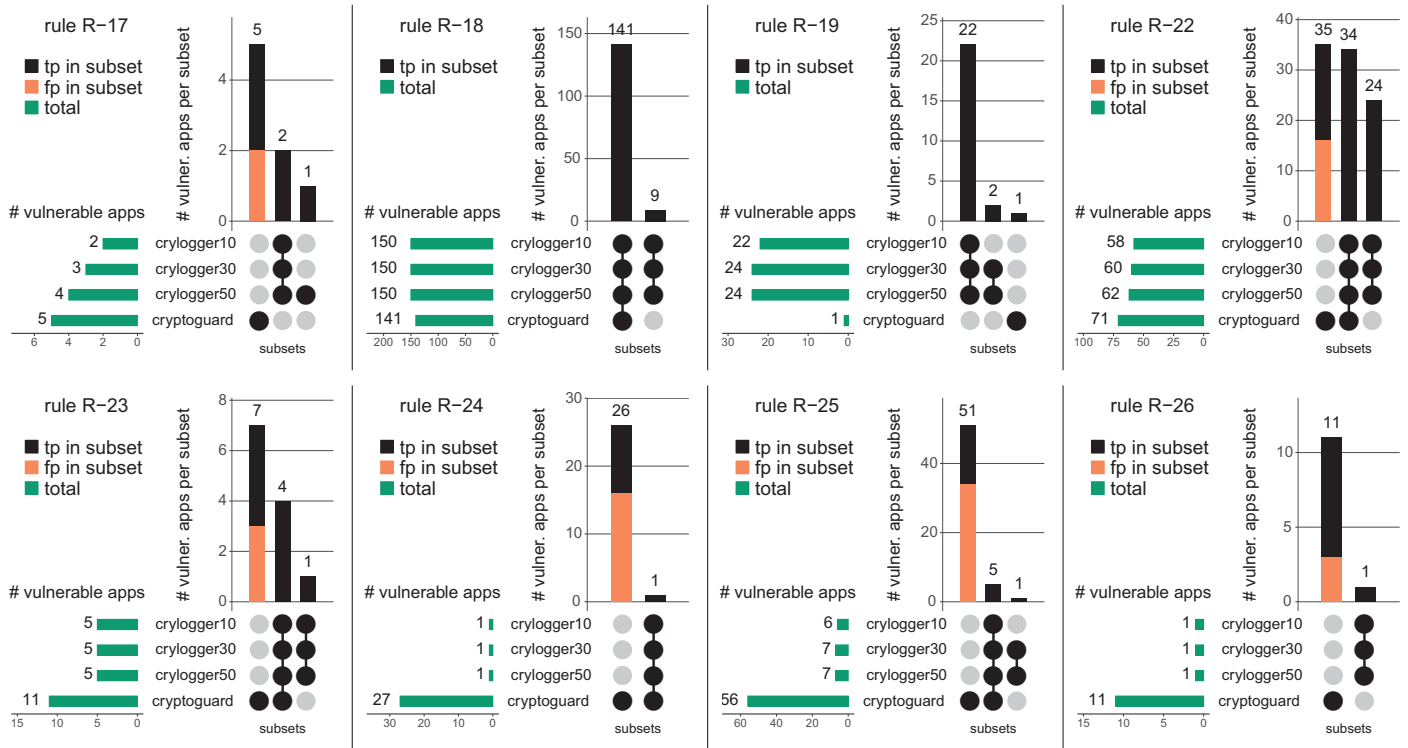 rule R−17
tp in subset
fp in subset
total
# vulner. apps per subset
4
2
0
5
2
1
# vulnerable apps
2 crylogger10
3 crylogger30
4 crylogger50
5 cryptoguard
6 4 2 0
subsets
rule R−18
tp in subset
total
# vulner. apps per subset
150
100
50
0
141
9
# vulnerable apps
150 crylogger10
150 crylogger30
150 crylogger50
141 cryptoguard
200 150 100 50 0
subsets
rule R−19
tp in subset
total
# vulner. apps per subset
25
20
15
10
5
0
22
2
1
# vulnerable apps
22 crylogger10
24 crylogger30
24 crylogger50
1 cryptoguard
30 20 10 0
subsets
rule R−22
tp in subset
fp in subset
total
# vulner. apps per subset
40
30
20
10
0
35
34
24
# vulnerable apps
58 crylogger10
60 crylogger30
62 crylogger50
71 cryptoguard
100 75 50 25 0
subsets
rule R−23
tp in subset
fp in subset
total
# vulner. apps per subset
8
6
4
2
0
7
4
1
# vulnerable apps
5 crylogger10
5 crylogger30
5 crylogger50
11 cryptoguard
15 10 5 0
subsets
rule R−24
tp in subset
fp in subset
total
# vulner. apps per subset
30
20
10
0
26
1
# vulnerable apps
1 crylogger10
1 crylogger30
1 crylogger50
27 cryptoguard
30 20 10 0
subsets
rule R−25
tp in subset
fp in subset
total
# vulner. apps per subset
40
20
0
51
5
1
# vulnerable apps
6 crylogger10
7 crylogger30
7 crylogger50
56 cryptoguard
60 40 20 0
subsets
rule R−26
tp in subset
fp in subset
total
# vulner. apps per subset
10
5
0
11
1
# vulnerable apps
1 crylogger10
1 crylogger30
1 crylogger50
11 cryptoguard
15 10 5 0
subsets